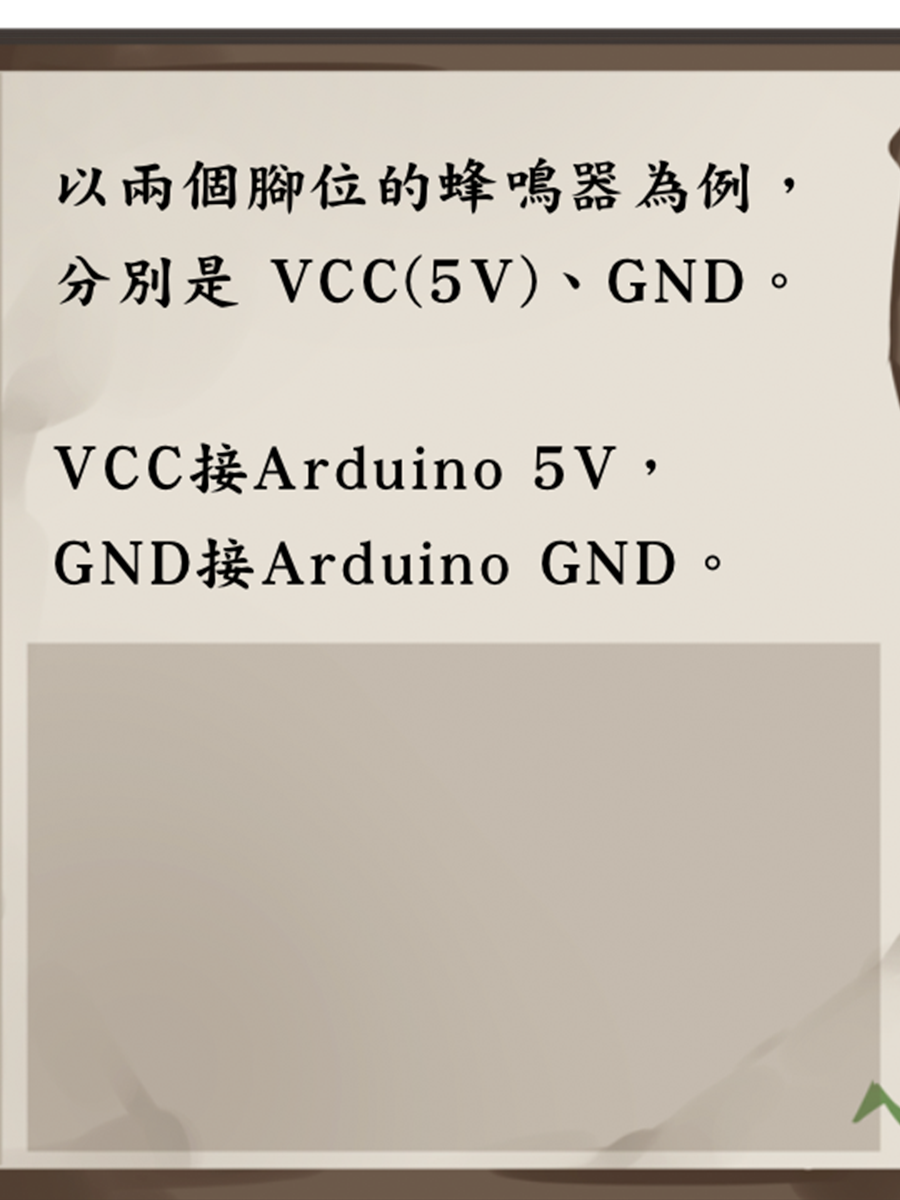 以兩個腳位的蜂鳴器為例，
分別是 VCC(5V)、GND。
VCC接Arduino 5V，
GND接Arduino GND。